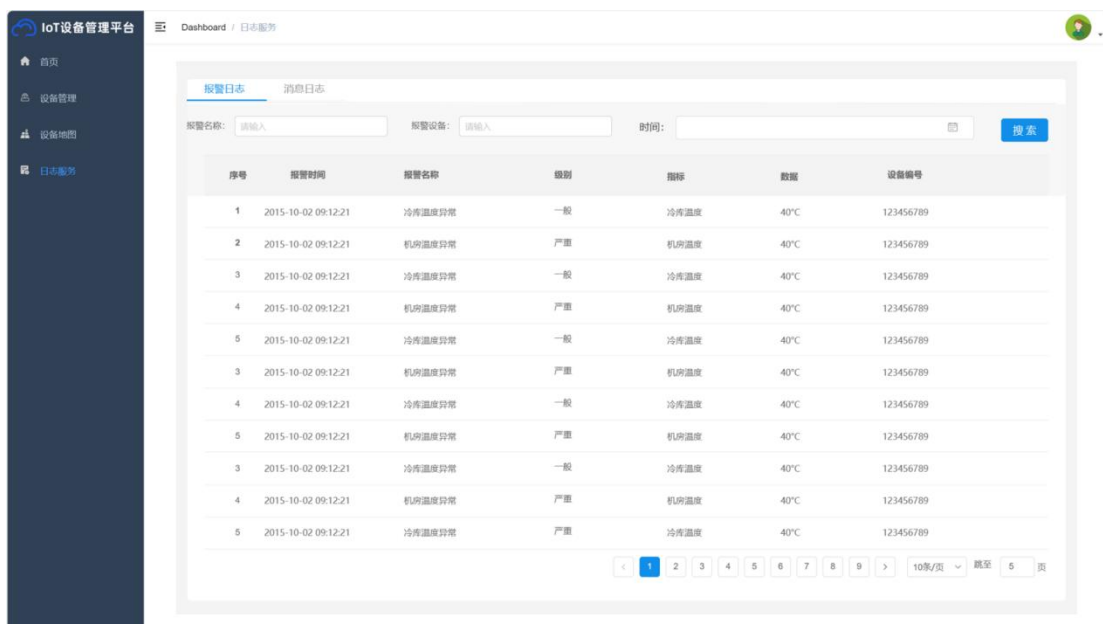 IoT设备管理平台
Dashboard / 日志服务
首页
设备管理
设备地图
日志服务
报警日志 消息日志
报警名称： 请输入 报警设备： 请输入 时间： 搜索
序号 报警时间 报警名称 级别 指标 数据 设备编号
1 2015-10-02 09:12:21 冷库温度异常 一般 冷库温度 40°C 123456789
2 2015-10-02 09:12:21 机房温度异常 严重 机房温度 40°C 123456789
3 2015-10-02 09:12:21 冷库温度异常 一般 冷库温度 40°C 123456789
4 2015-10-02 09:12:21 机房温度异常 严重 机房温度 40°C 123456789
5 2015-10-02 09:12:21 冷库温度异常 一般 冷库温度 40°C 123456789
3 2015-10-02 09:12:21 机房温度异常 严重 机房温度 40°C 123456789
4 2015-10-02 09:12:21 冷库温度异常 一般 冷库温度 40°C 123456789
5 2015-10-02 09:12:21 机房温度异常 严重 机房温度 40°C 123456789
3 2015-10-02 09:12:21 冷库温度异常 一般 冷库温度 40°C 123456789
4 2015-10-02 09:12:21 机房温度异常 严重 机房温度 40°C 123456789
5 2015-10-02 09:12:21 冷库温度异常 严重 冷库温度 40°C 123456789
< 1 2 3 4 5 6 7 8 9 > 10条/页 跳至 5 页